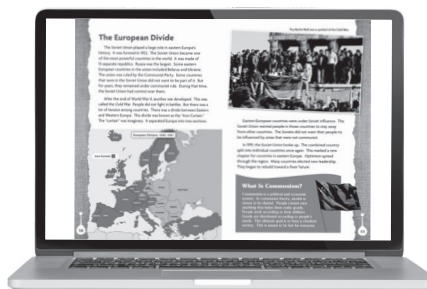 The European Divide
The Soviet Union played a large role in eastern Europe's
history. It was formed in 1922. The Soviet Union became one
of the most powerful countries in the world. It was made of
15 separate republics. Russia was the largest. Some eastern
European countries in the union included Belarus and Ukraine.
The union was ruled by the Communist Party. Some countries
that were in the Soviet Union did not want to be part of it. But
for years, they remained under communist rule. During that time,
the Soviet Union had control over them.
After the end of World War II, another war developed. This was
called the Cold War. People did not fight in battles. But there was a
lot of tension among countries. There was a divide between Eastern
and Western Europe. The divide was known as the "Iron Curtain."
The "curtain" was imaginary. It separated Europe into two sections.
The Berlin Wall was a symbol of the Cold War.
Eastern European countries were under Soviet influence. The
Soviet Union wanted people in those countries to stay away
from other countries. The Soviets did not want their people to
be influenced by areas that were not communist.
In 1991, the Soviet Union broke up. The combined country
split into individual countries once again. This marked a new
chapter for countries in eastern Europe. Optimism spread
through the region. Many countries elected new leadership.
They began to rebuild toward a freer future.
What Is Communism?
Communism is a political and economic
system. In communist theory, wealth is
meant to be shared. People cannot own
anything that helps them make goods.
People work according to their abilities.
Goods are distributed according to people's
needs. The ultimate goal is to have a classless
society. This is meant to be fair for everyone.